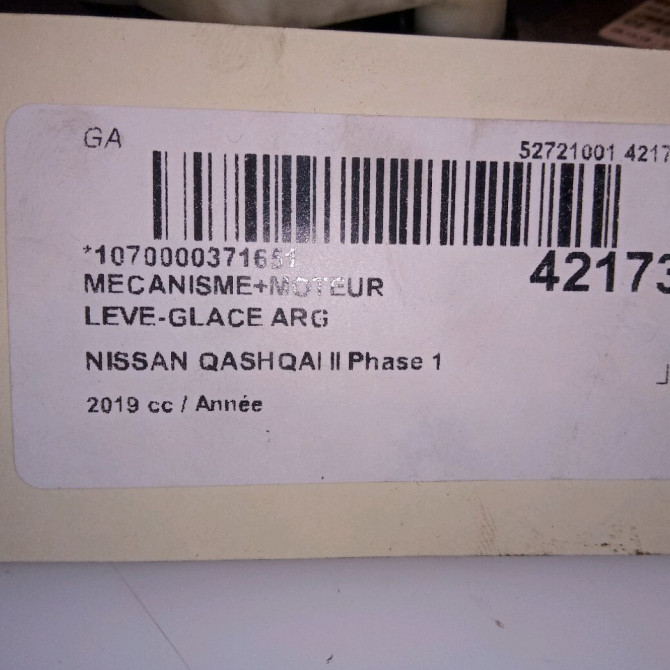 GA
52721001 4217
*1070000371651
42173
MECANISME+MOTEUR
LEVE-GLACE ARG
NISSAN QASHQAI II Phase 1
2019 cc / Année